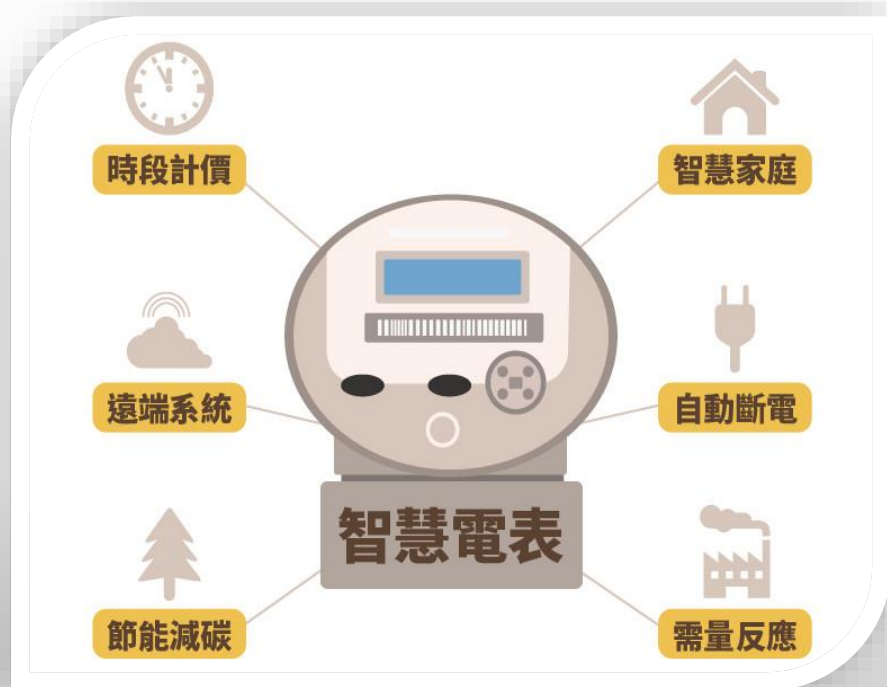 時段計價
智慧家庭
遠端系統
自動斷電
智慧電表
節能減碳
需量反應